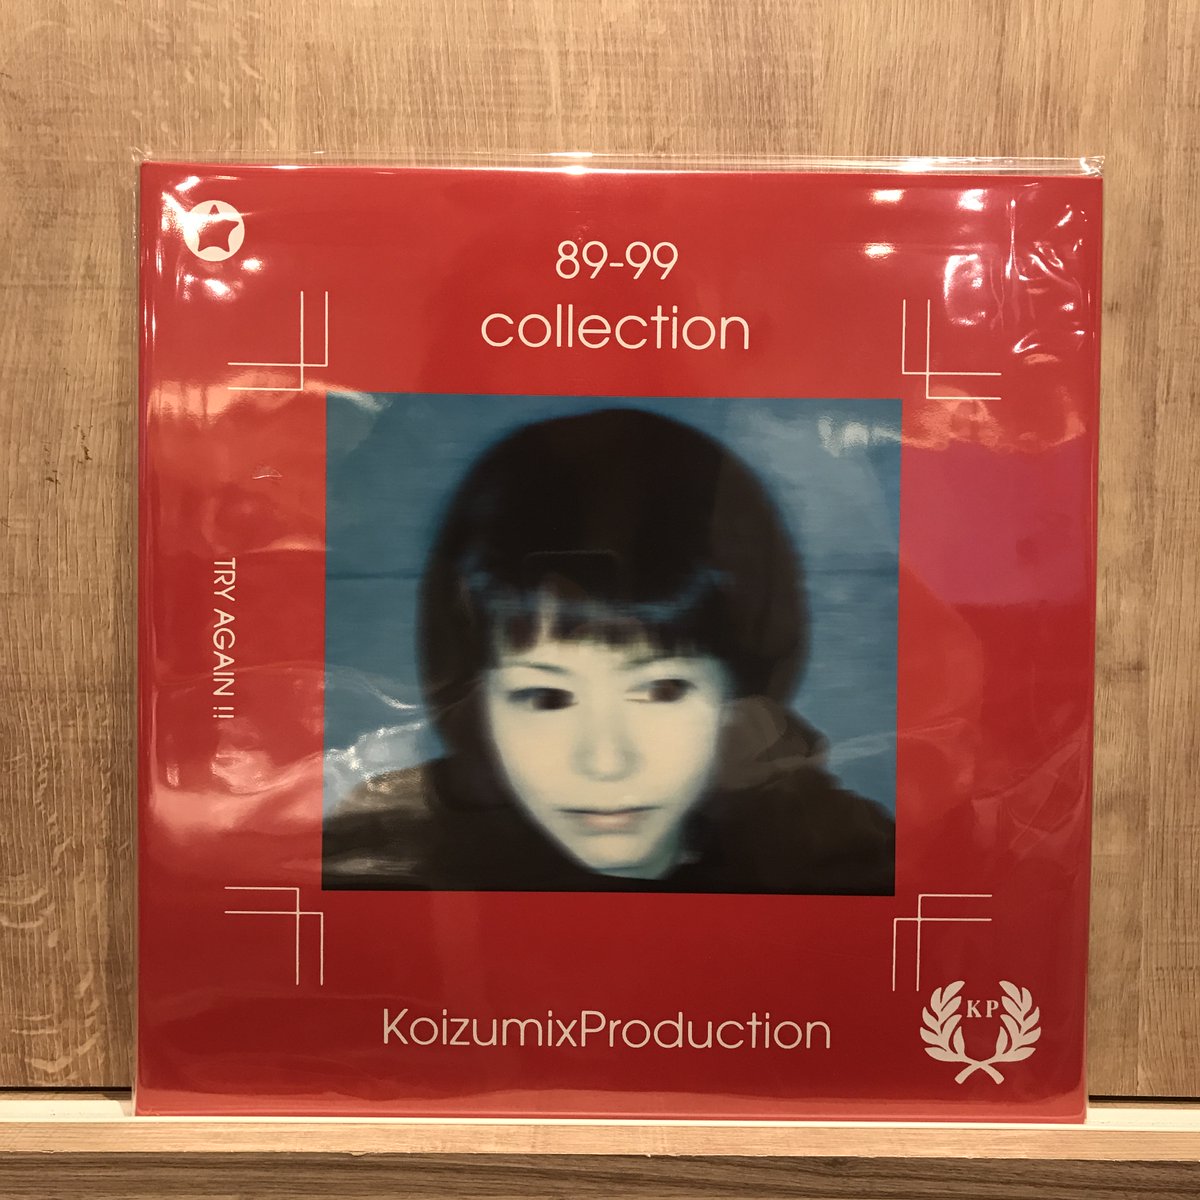 89-99
collection
TRY AGAIN !!
KoizumixProduction
KP